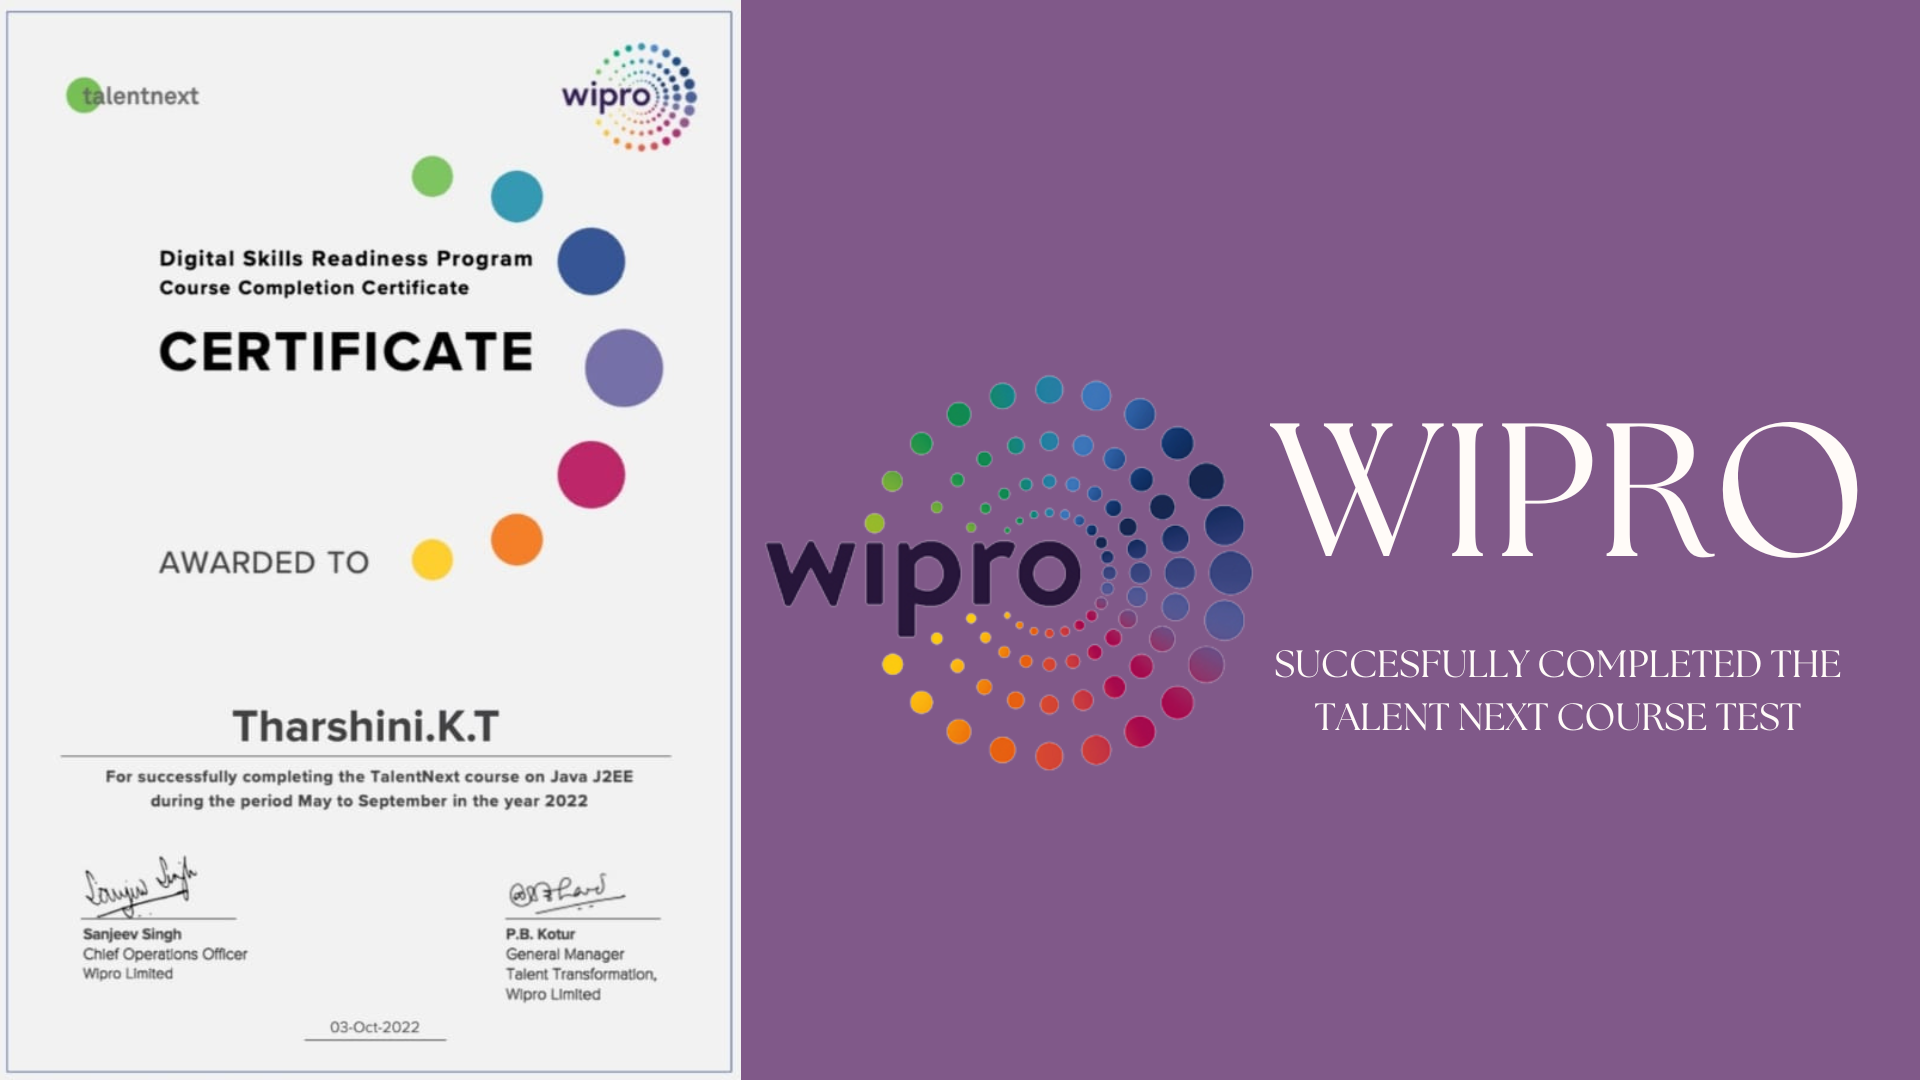 talentnext
wipro
Digital Skills Readiness Program
Course Completion Certificate
CERTIFICATE
AWARDED TO
Tharshini.K.T
For successfully completing the TalentNext course on Java J2EE
during the period May to September in the year 2022
Sanjeev Singh
Chief Operations Officer
Wipro Limited
P.B. Kotur
General Manager
Talent Transformation,
Wipro Limited
03-Oct-2022
wipro
WIPRO
SUCCESFULLY COMPLETED THE
TALENT NEXT COURSE TEST